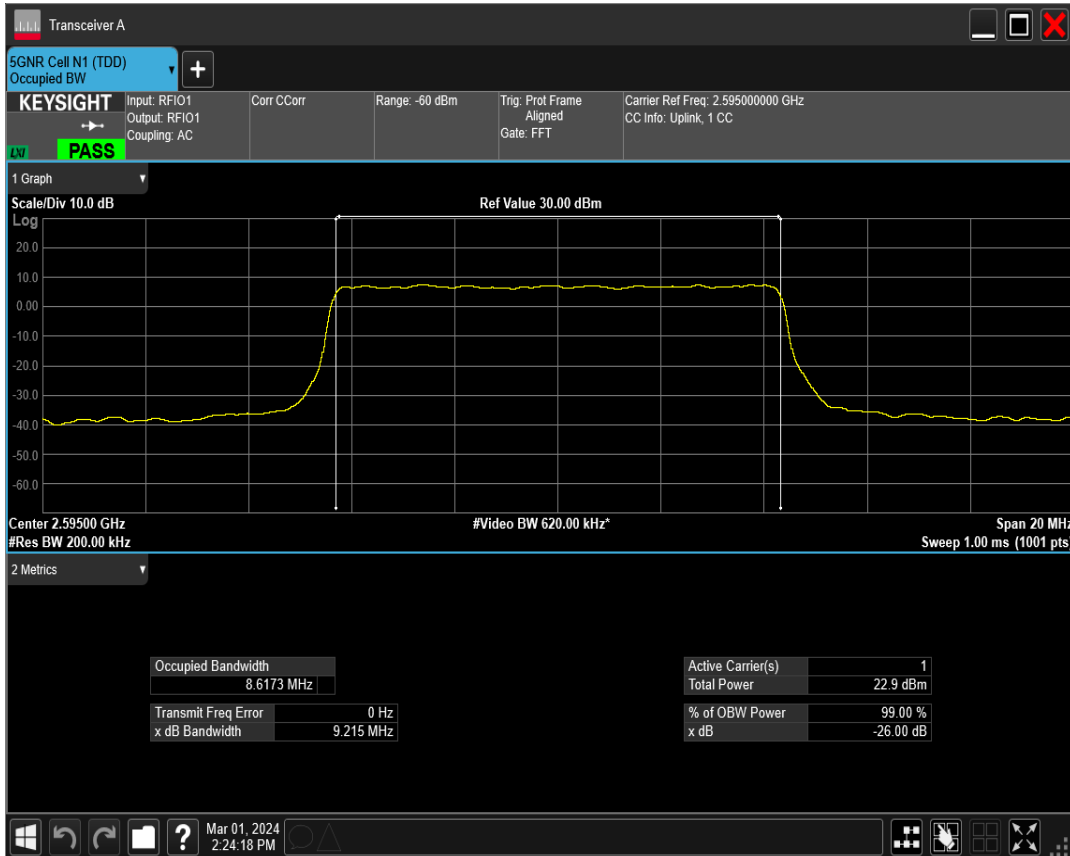 Transceiver A
5GNR Cell N1 (TDD)
Occupied BW
+
KEYSIGHT
LXI
PASS
Input: RFIO1
Output: RFIO1
Coupling: AC
Corr CCorr
Range: -60 dBm
Trig: Prot Frame
Aligned
Gate: FFT
Carrier Ref Freq: 2.595000000 GHz
CC Info: Uplink, 1 CC
1 Graph
Scale/Div 10.0 dB
Ref Value 30.00 dBm
Log
20.0
10.0
0.00
-10.0
-20.0
-30.0
-40.0
-50.0
-60.0
Center 2.59500 GHz
#Video BW 620.00 kHz*
Span 20 MHz
#Res BW 200.00 kHz
Sweep 1.00 ms (1001 pts)
2 Metrics
Occupied Bandwidth
8.6173 MHz
Transmit Freq Error 0 Hz
x dB Bandwidth 9.215 MHz
Active Carrier(s) 1
Total Power 22.9 dBm
% of OBW Power 99.00 %
x dB -26.00 dB
?
Mar 01, 2024
2:24:18 PM